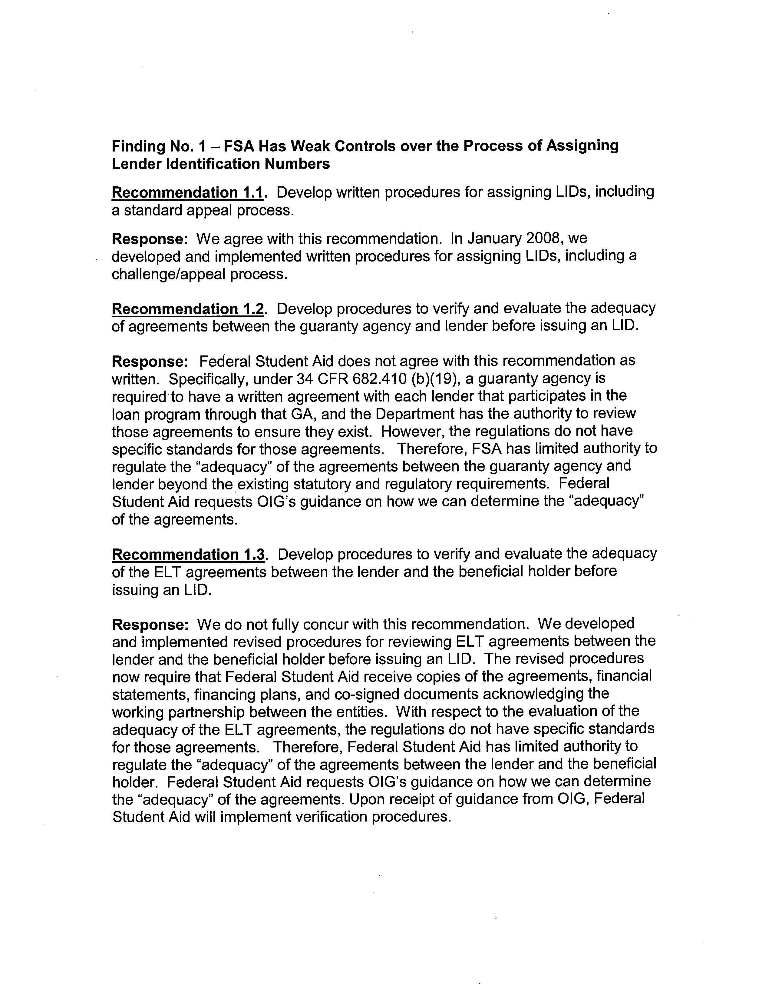 Finding No. 1 – FSA Has Weak Controls over the Process of Assigning
Lender Identification Numbers
Recommendation 1.1. Develop written procedures for assigning LIDs, including
a standard appeal process.
Response: We agree with this recommendation. In January 2008, we
developed and implemented written procedures for assigning LIDs, including a
challenge/appeal process.
Recommendation 1.2. Develop procedures to verify and evaluate the adequacy
of agreements between the guaranty agency and lender before issuing an LID.
Response: Federal Student Aid does not agree with this recommendation as
written. Specifically, under 34 CFR 682.410 (b)(19), a guaranty agency is
required to have a written agreement with each lender that participates in the
loan program through that GA, and the Department has the authority to review
those agreements to ensure they exist. However, the regulations do not have
specific standards for those agreements. Therefore, FSA has limited authority to
regulate the “adequacy” of the agreements between the guaranty agency and
lender beyond the existing statutory and regulatory requirements. Federal
Student Aid requests OIG’s guidance on how we can determine the “adequacy”
of the agreements.
Recommendation 1.3. Develop procedures to verify and evaluate the adequacy
of the ELT agreements between the lender and the beneficial holder before
issuing an LID.
Response: We do not fully concur with this recommendation. We developed
and implemented revised procedures for reviewing ELT agreements between the
lender and the beneficial holder before issuing an LID. The revised procedures
now require that Federal Student Aid receive copies of the agreements, financial
statements, financing plans, and co-signed documents acknowledging the
working partnership between the entities. With respect to the evaluation of the
adequacy of the ELT agreements, the regulations do not have specific standards
for those agreements. Therefore, Federal Student Aid has limited authority to
regulate the “adequacy” of the agreements between the lender and the beneficial
holder. Federal Student Aid requests OIG’s guidance on how we can determine
the “adequacy” of the agreements. Upon receipt of guidance from OIG, Federal
Student Aid will implement verification procedures.